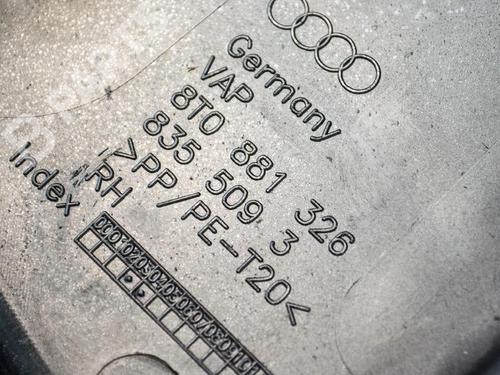 Germany
VAP
8T0 881 326
835 509 3
>PP/PE-T20<
RH
Index